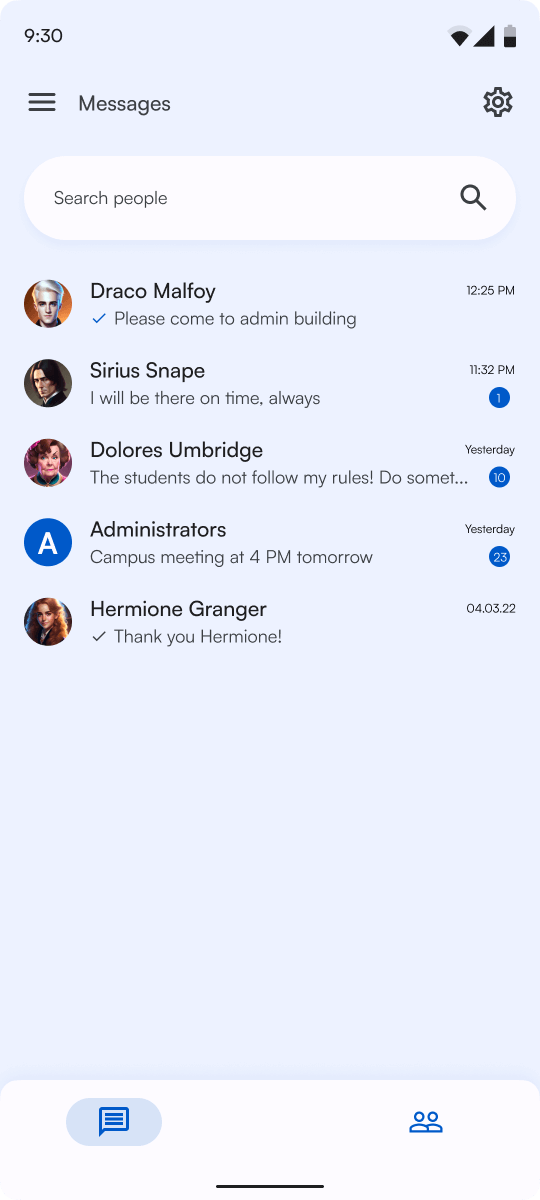 9:30
Messages
Search people
Draco Malfoy 12:25 PM
Please come to admin building
Sirius Snape 11:32 PM
I will be there on time, always 1
Dolores Umbridge Yesterday
The students do not follow my rules! Do somet... 10
A Administrators Yesterday
Campus meeting at 4 PM tomorrow 23
Hermione Granger 04.03.22
Thank you Hermione!